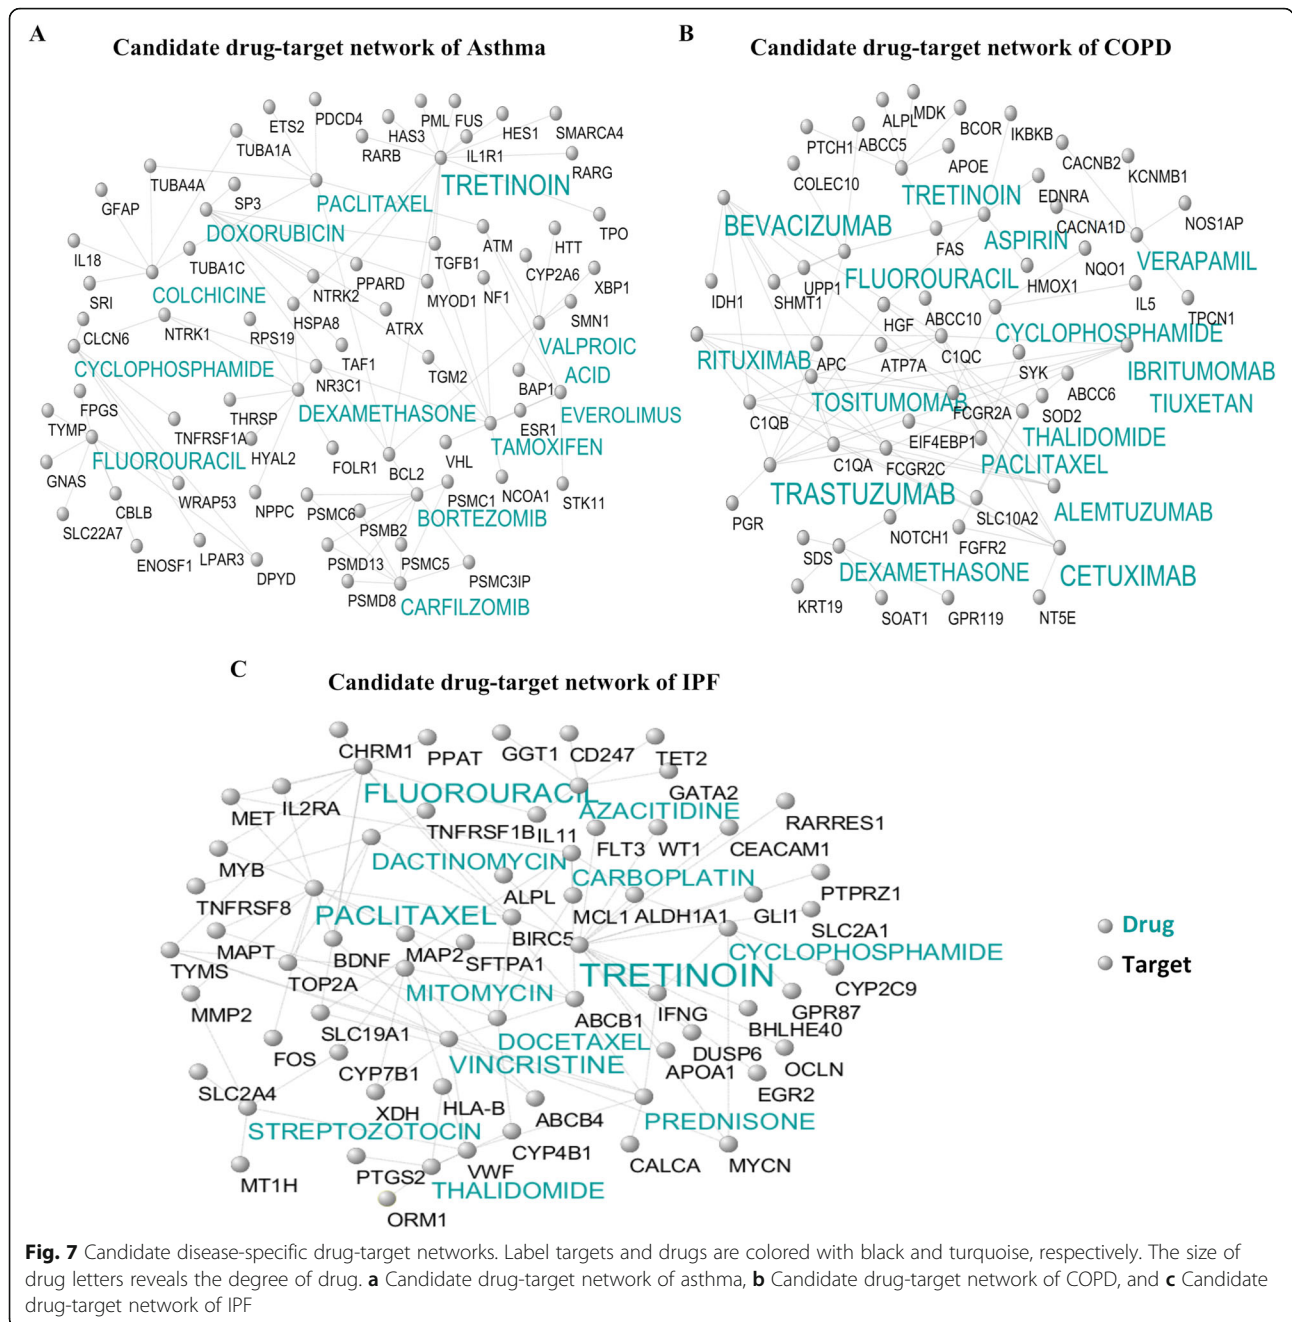 A
Candidate drug-target network of Asthma
PDCD4
ETS2
PML FUS
HAS3
HES1
SMARCA4
TUBA1A
RARB
IL1R1
RARG
TUBA4A
TRETINOIN
SP3
PACLITAXEL
GFAP
TPO
DOXORUBICIN
ATM
HTT
IL18
TUBA1C
TGFB1
CYP2A6
PPARD
XBP1
SRI
COLCHICINE
NTRK2
MYOD1
NF1
HSPA8
SMN1
CLCN6
NTRK1
RPS19
ATRX
VALPROIC
ACID
CYCLOPHOSPHAMIDE
TAF1
NR3C1
TGM2
BAP1
FPGS
THRSP
DEXAMETHASONE
EVEROLIMUS
TYMP
TNFRSF1A
ESR1
TAMOXIFEN
FLUOROURACIL
HYAL2
FOLR1
BCL2
VHL
GNAS
WRAP53
NPPC
PSMC6
PSMC1
NCOA1
STK11
CBLB
PSMB2
BORTEZOMIB
SLC22A7
ENOSF1
LPAR3
PSMD13
PSMC5
DPYD
PSMC3IP
PSMD8
CARFILZOMIB
B
Candidate drug-target network of COPD
ALPL
MDK
BCOR
IKBKB
PTCH1
ABCC5
APOE
CACNB2
COLEC10
KCNMB1
TRETINOIN
EDNRA
BEVACIZUMAB
CACNA1D
NOS1AP
FAS
ASPIRIN
NQO1
VERAPAMIL
FLUOROURACIL
IDH1
SHMT1
UPP1
HMOX1
IL5
HGF
ABCC10
TPCN1
CYCLOPHOSPHAMIDE
RITUXIMAB
APC
ATP7A
C1QC
SYK
IBRITUMOMAB
TIUXETAN
TOSITUMOMAB
ABCC6
C1QB
FCGR2A
SOD2
EIF4EBP1
THALIDOMIDE
C1QA
FCGR2C
PACLITAXEL
TRASTUZUMAB
PGR
SLC10A2
ALEMTUZUMAB
NOTCH1
SDS
FGFR2
DEXAMETHASONE
CETUXIMAB
KRT19
SOAT1
GPR119
NT5E
C
Candidate drug-target network of IPF
CHRM1
PPAT
GGT1
CD247
TET2
FLUOROURACIL
GATA2
MET
IL2RA
AZACITIDINE
TNFRSF1B
IL11
RARRES1
FLT3
WT1
CEACAM1
MYB
DACTINOMYCIN
CARBOPLATIN
PTPRZ1
TNFRSF8
ALPL
MCL1
ALDH1A1
GLI1
PACLITAXEL
SLC2A1
MAPT
BIRC5
BDNF
MAP2
SFTPA1
CYCLOPHOSPHAMIDE
TYMS
TOP2A
TRETINOIN
CYP2C9
MITOMYCIN
MMP2
ABCB1
IFNG
GPR87
SLC19A1
BHLHE40
FOS
DOCETAXEL
DUSP6
CYP7B1
VINCRISTINE
APOA1
OCLN
SLC2A4
EGR2
XDH
HLA-B
ABCB4
STREPTOZOTOCIN
PREDNISONE
CYP4B1
MT1H
PTGS2
VWF
CALCA
MYCN
THALIDOMIDE
ORM1
Drug
Target
Fig. 7 Candidate disease-specific drug-target networks. Label targets and drugs are colored with black and turquoise, respectively. The size of
drug letters reveals the degree of drug. a Candidate drug-target network of asthma, b Candidate drug-target network of COPD, and c Candidate
drug-target network of IPF